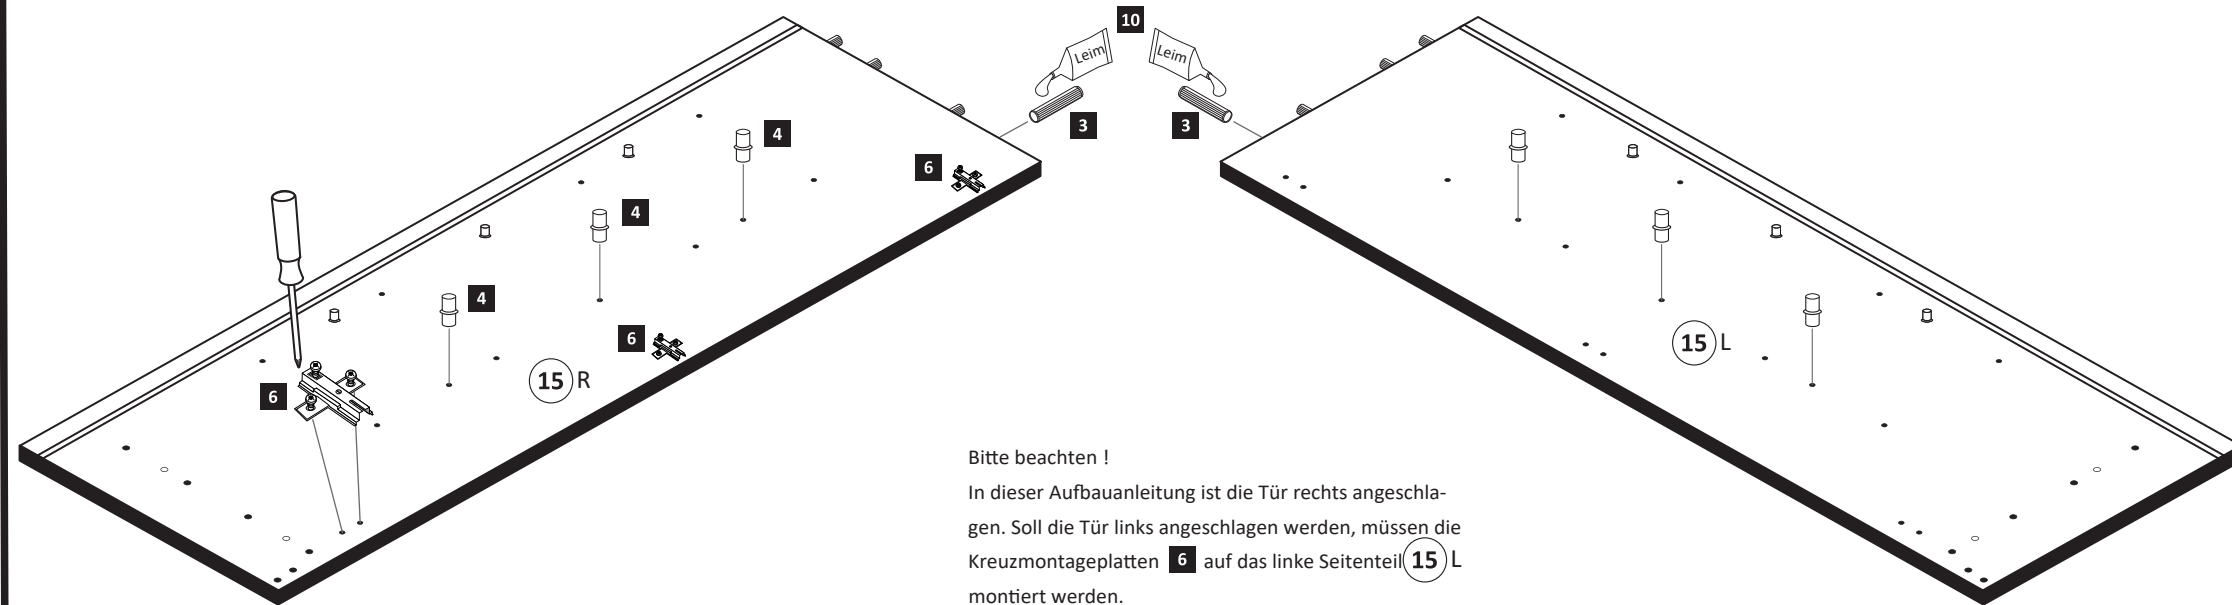 10
Leim
Leim
3
3
4
6
4
4
6
15 R
6
15 L
Bitte beachten !
In dieser Aufbauanleitung ist die Tür rechts angeschla-
gen. Soll die Tür links angeschlagen werden, müssen die
Kreuzmontageplatten 6 auf das linke Seitenteil 15 L
montiert werden.